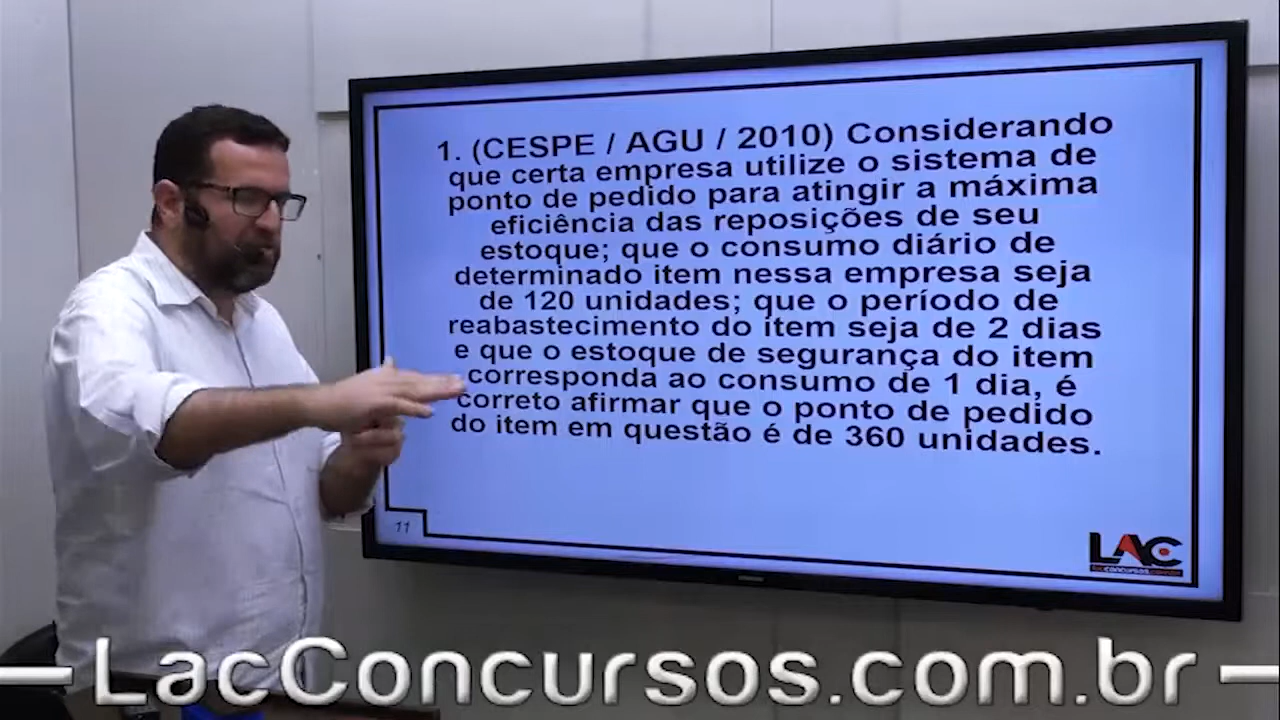 1. (CESPE / AGU / 2010) Considerando
que certa empresa utilize o sistema de
ponto de pedido para atingir a máxima
eficiência das reposições de seu
estoque; que o consumo diário de
determinado item nessa empresa seja
de 120 unidades; que o período de
reabastecimento do item seja de 2 dias
e que o estoque de segurança do item
corresponda ao consumo de 1 dia, é
correto afirmar que o ponto de pedido
do item em questão é de 360 unidades.
11
LAC
LacConcursos.com.br